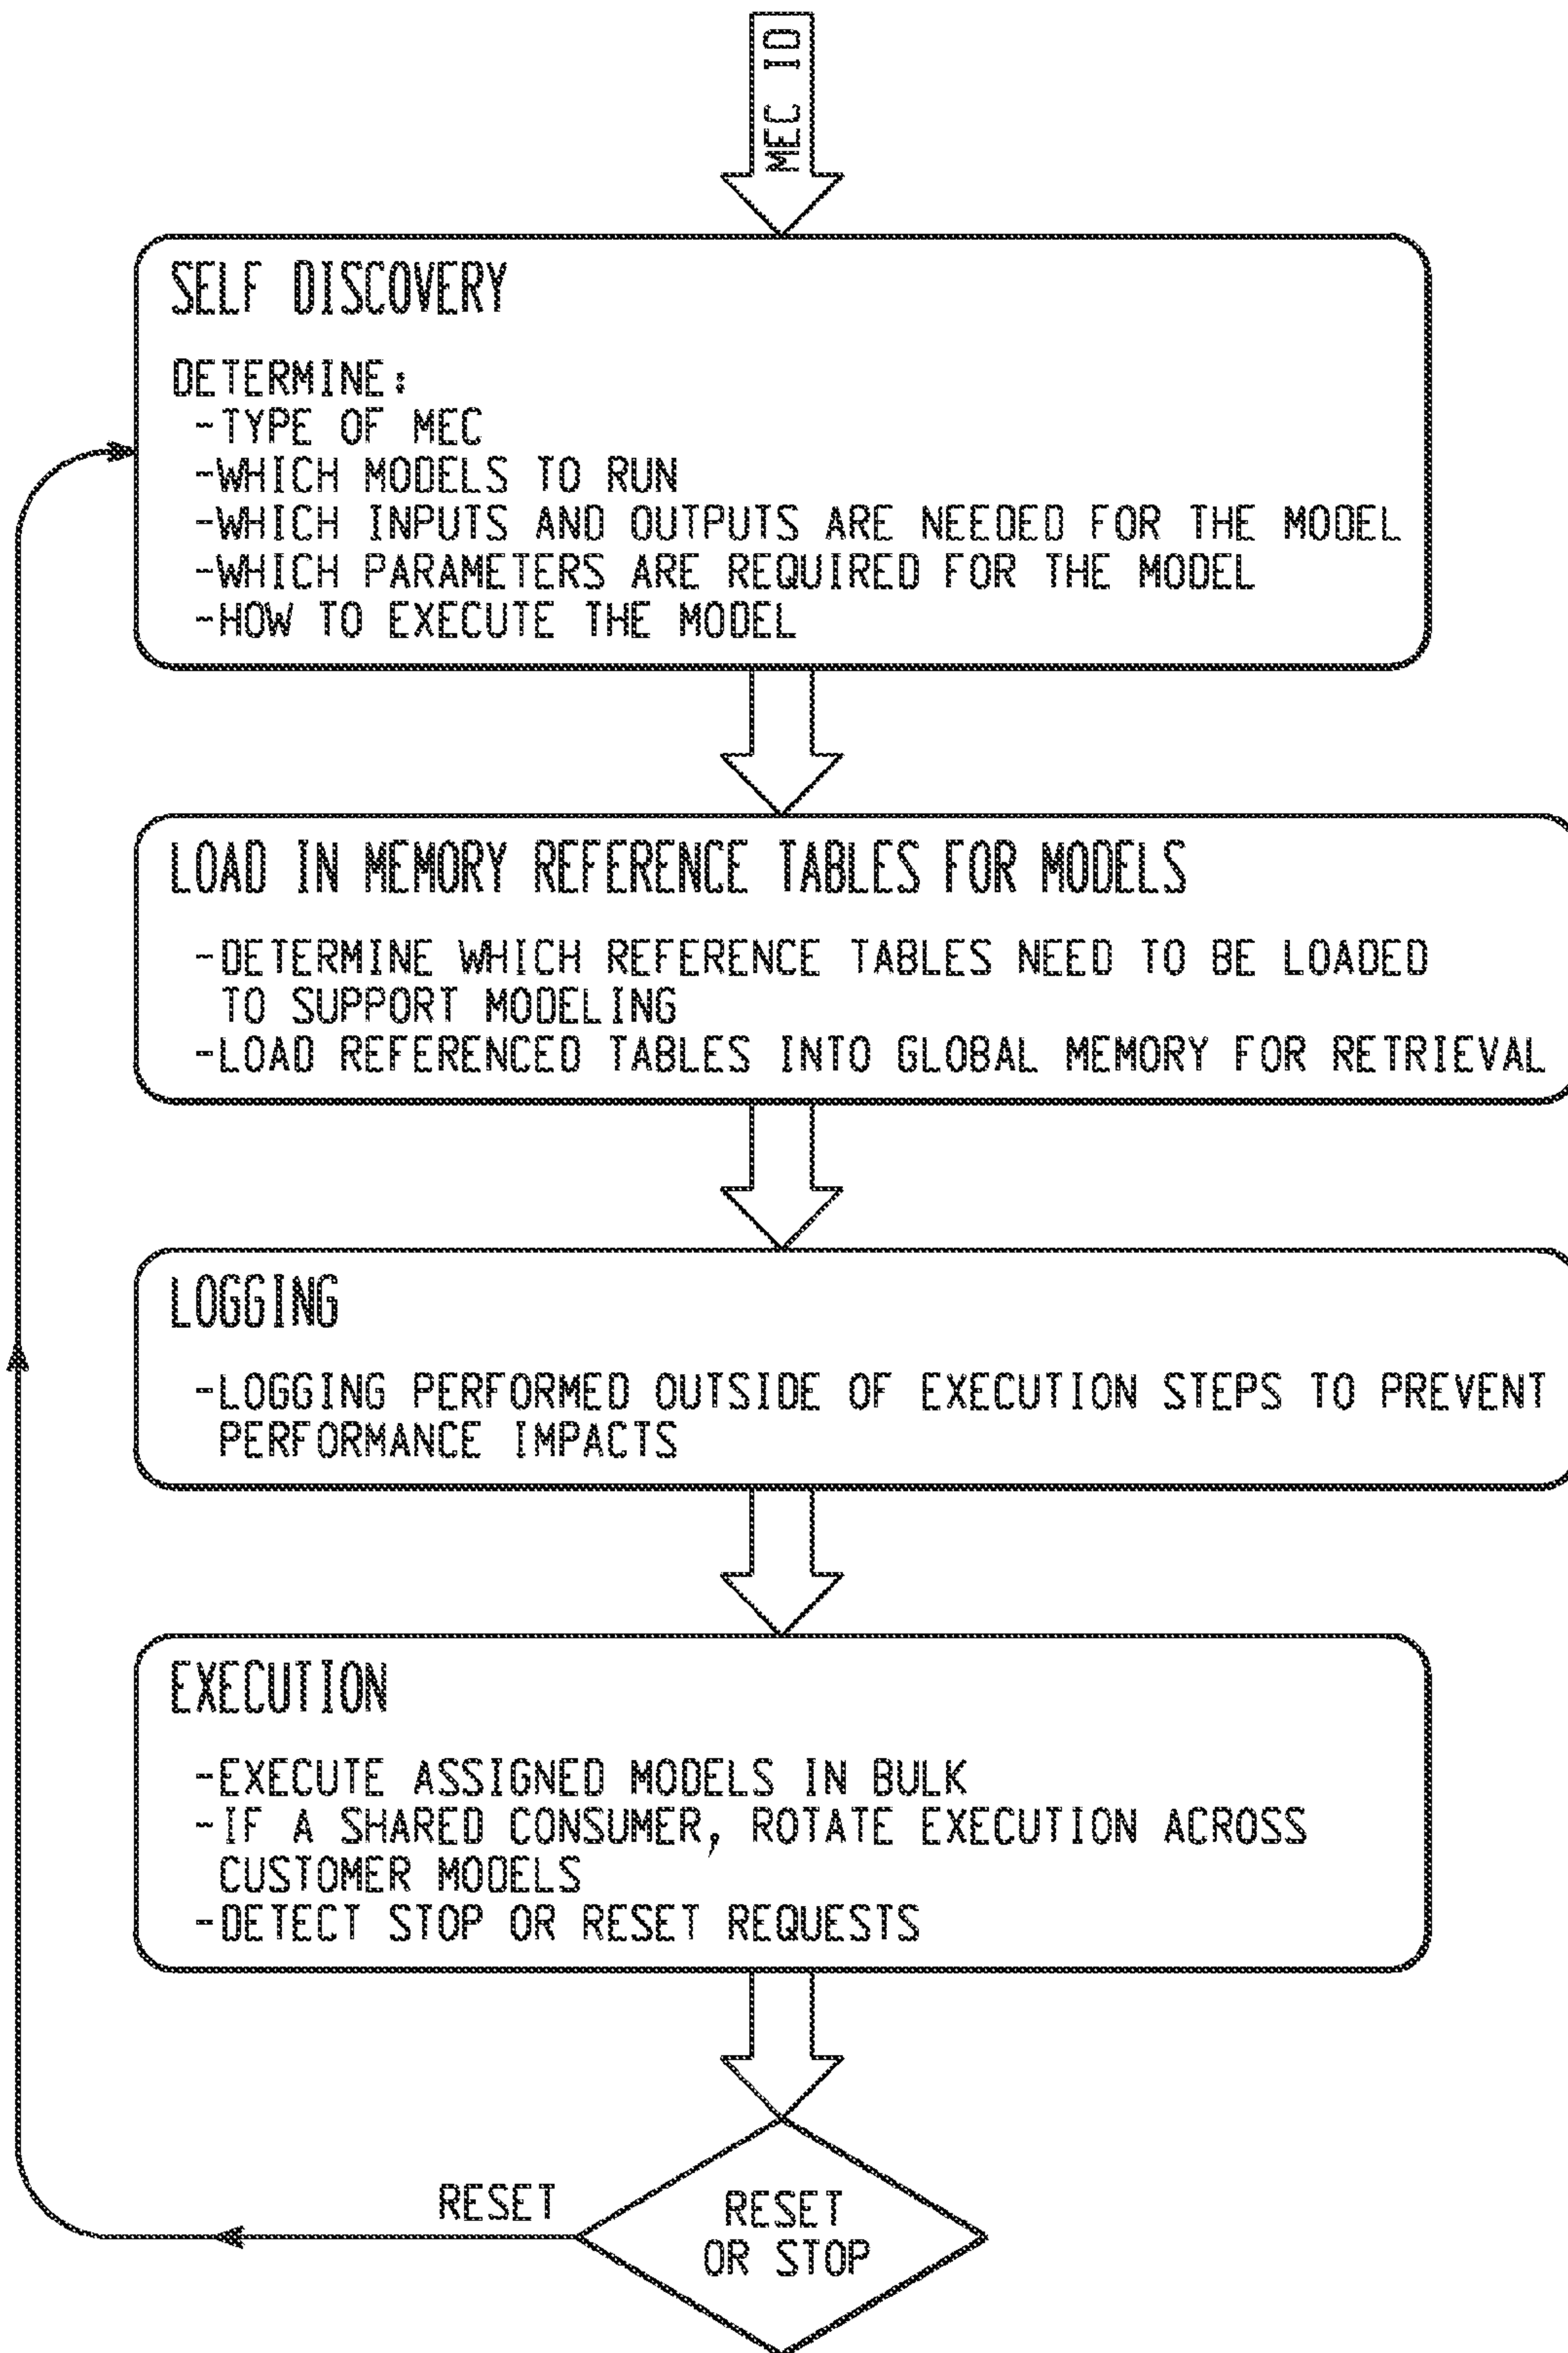 MEC ID
SELF DISCOVERY
DETERMINE:
-TYPE OF MEC
-WHICH MODELS TO RUN
-WHICH INPUTS AND OUTPUTS ARE NEEDED FOR THE MODEL
-WHICH PARAMETERS ARE REQUIRED FOR THE MODEL
-HOW TO EXECUTE THE MODEL
LOAD IN MEMORY REFERENCE TABLES FOR MODELS
-DETERMINE WHICH REFERENCE TABLES NEED TO BE LOADED
TO SUPPORT MODELING
-LOAD REFERENCED TABLES INTO GLOBAL MEMORY FOR RETRIEVAL
LOGGING
-LOGGING PERFORMED OUTSIDE OF EXECUTION STEPS TO PREVENT
PERFORMANCE IMPACTS
EXECUTION
-EXECUTE ASSIGNED MODELS IN BULK
-IF A SHARED CONSUMER, ROTATE EXECUTION ACROSS
CUSTOMER MODELS
-DETECT STOP OR RESET REQUESTS
RESET
RESET
OR STOP